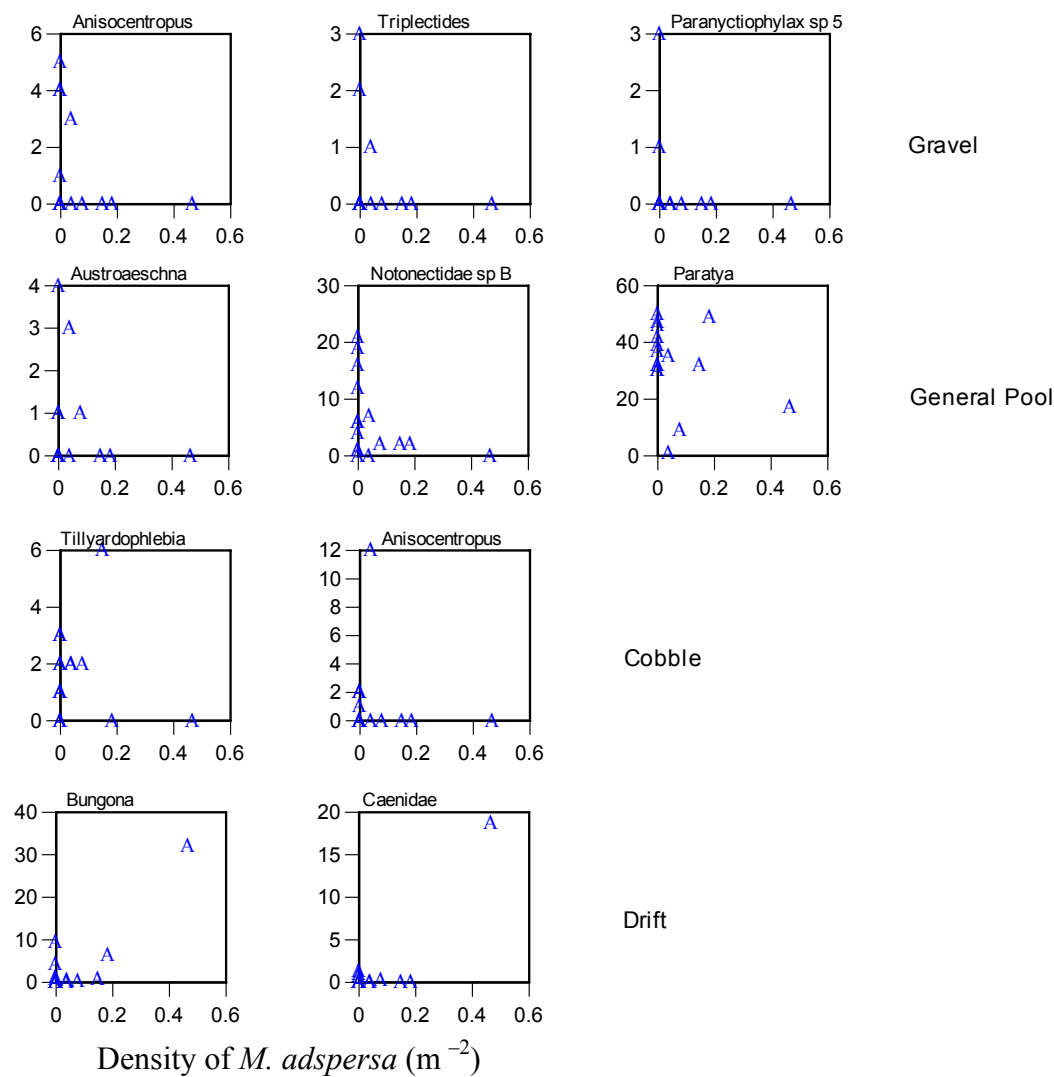 Anisocentropus Triplectides Paranyctiophylax sp 5
6 3 3
4 2 2
2 1 1
0 0 0
Gravel
0 0.2 0.4 0.6 0 0.2 0.4 0.6 0 0.2 0.4 0.6
Austroaeschna Notonectidae sp B Paratya
4 30 60
3
20 40
2
10 20
1
0 0 0
General Pool
0 0.2 0.4 0.6 0 0.2 0.4 0.6 0 0.2 0.4 0.6
Tillyardophlebia Anisocentropus
6 12
10
4 8
6
2 4
2
0 0
Cobble
0 0.2 0.4 0.6 0 0.2 0.4 0.6
Bungona Caenidae
40 20
30 15
20 10
10 5
0 0
Drift
0 0.2 0.4 0.6 0 0.2 0.4 0.6
Density of M. adspersa (m⁻²)